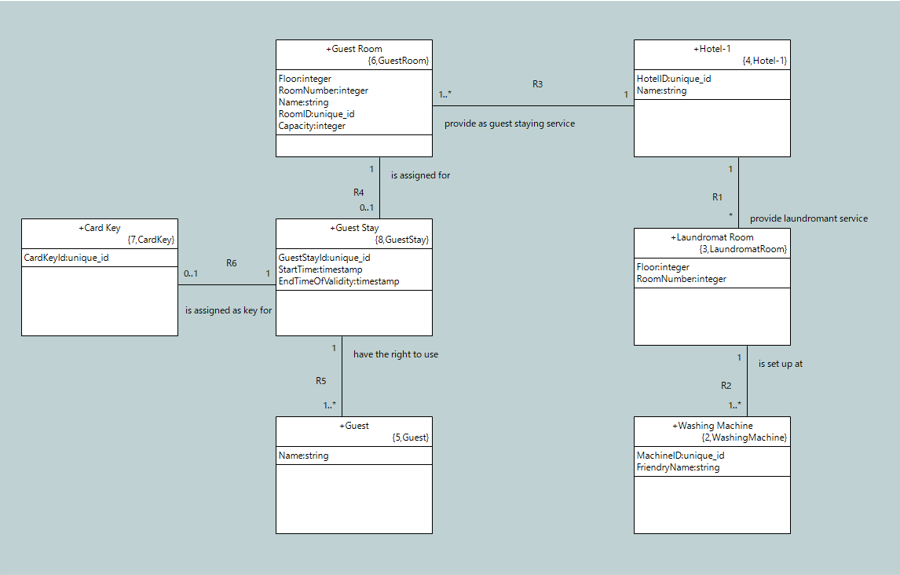 +Guest Room
{6,GuestRoom}
Floor:integer
RoomNumber:integer
Name:string
RoomID:unique_id
Capacity:integer
1..*
R3
1
provide as guest staying service
+Hotel-1
{4,Hotel-1}
HotelID:unique_id
Name:string
1
is assigned for
R4
0..1
1
R1
*
provide laundromant service
+Card Key
{7,CardKey}
CardKeyId:unique_id
R6
0..1
1
is assigned as key for
+Guest Stay
{8,GuestStay}
GuestStayId:unique_id
StartTime:timestamp
EndTimeOfValidity:timestamp
+Laundromat Room
{3,LaundromatRoom}
Floor:integer
RoomNumber:integer
1
have the right to use
R5
1..*
1
is set up at
R2
1..*
+Guest
{5,Guest}
Name:string
+Washing Machine
{2,WashingMachine}
MachineID:unique_id
FriendryName:string